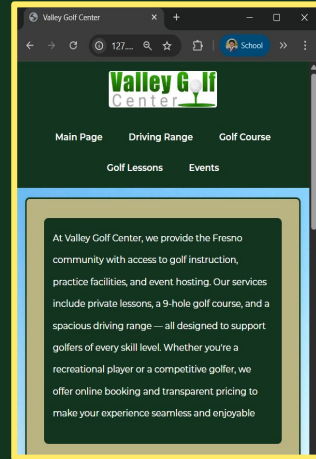 Valley Golf Center
127....
School
Valley Golf
Center
Main Page Driving Range Golf Course
Golf Lessons Events
At Valley Golf Center, we provide the Fresno
community with access to golf instruction,
practice facilities, and event hosting. Our services
include private lessons, a 9-hole golf course, and a
spacious driving range — all designed to support
golfers of every skill level. Whether you're a
recreational player or a competitive golfer, we
offer online booking and transparent pricing to
make your experience seamless and enjoyable